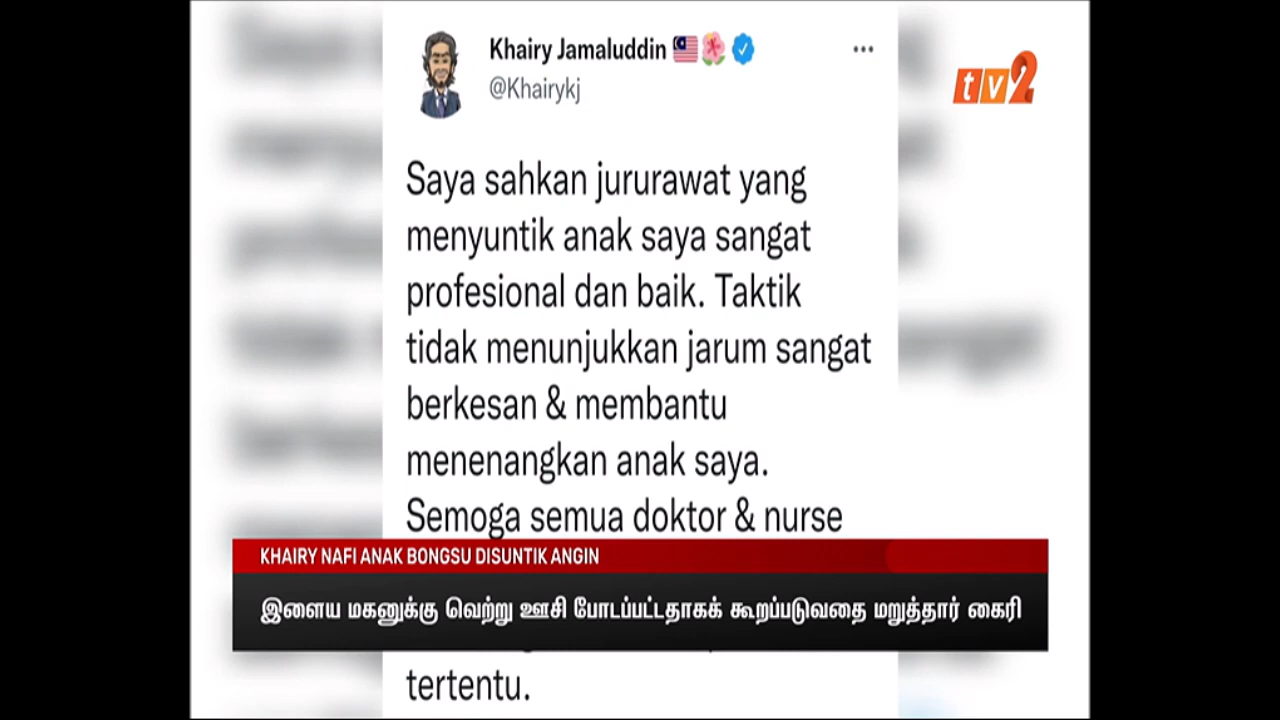 Khairy Jamaluddin
@Khairykj
tv2
Saya sahkan jururawat yang
menyuntik anak saya sangat
profesional dan baik. Taktik
tidak menunjukkan jarum sangat
berkesan & membantu
menenangkan anak saya.
Semoga semua doktor & nurse
KHAIRY NAFI ANAK BONGSU DISUNTIK ANGIN
இளைய மகனுக்கு வெற்று ஊசி போடப்பட்டதாகக் கூறப்படுவதை மறுத்தார் கைரி
tertentu.